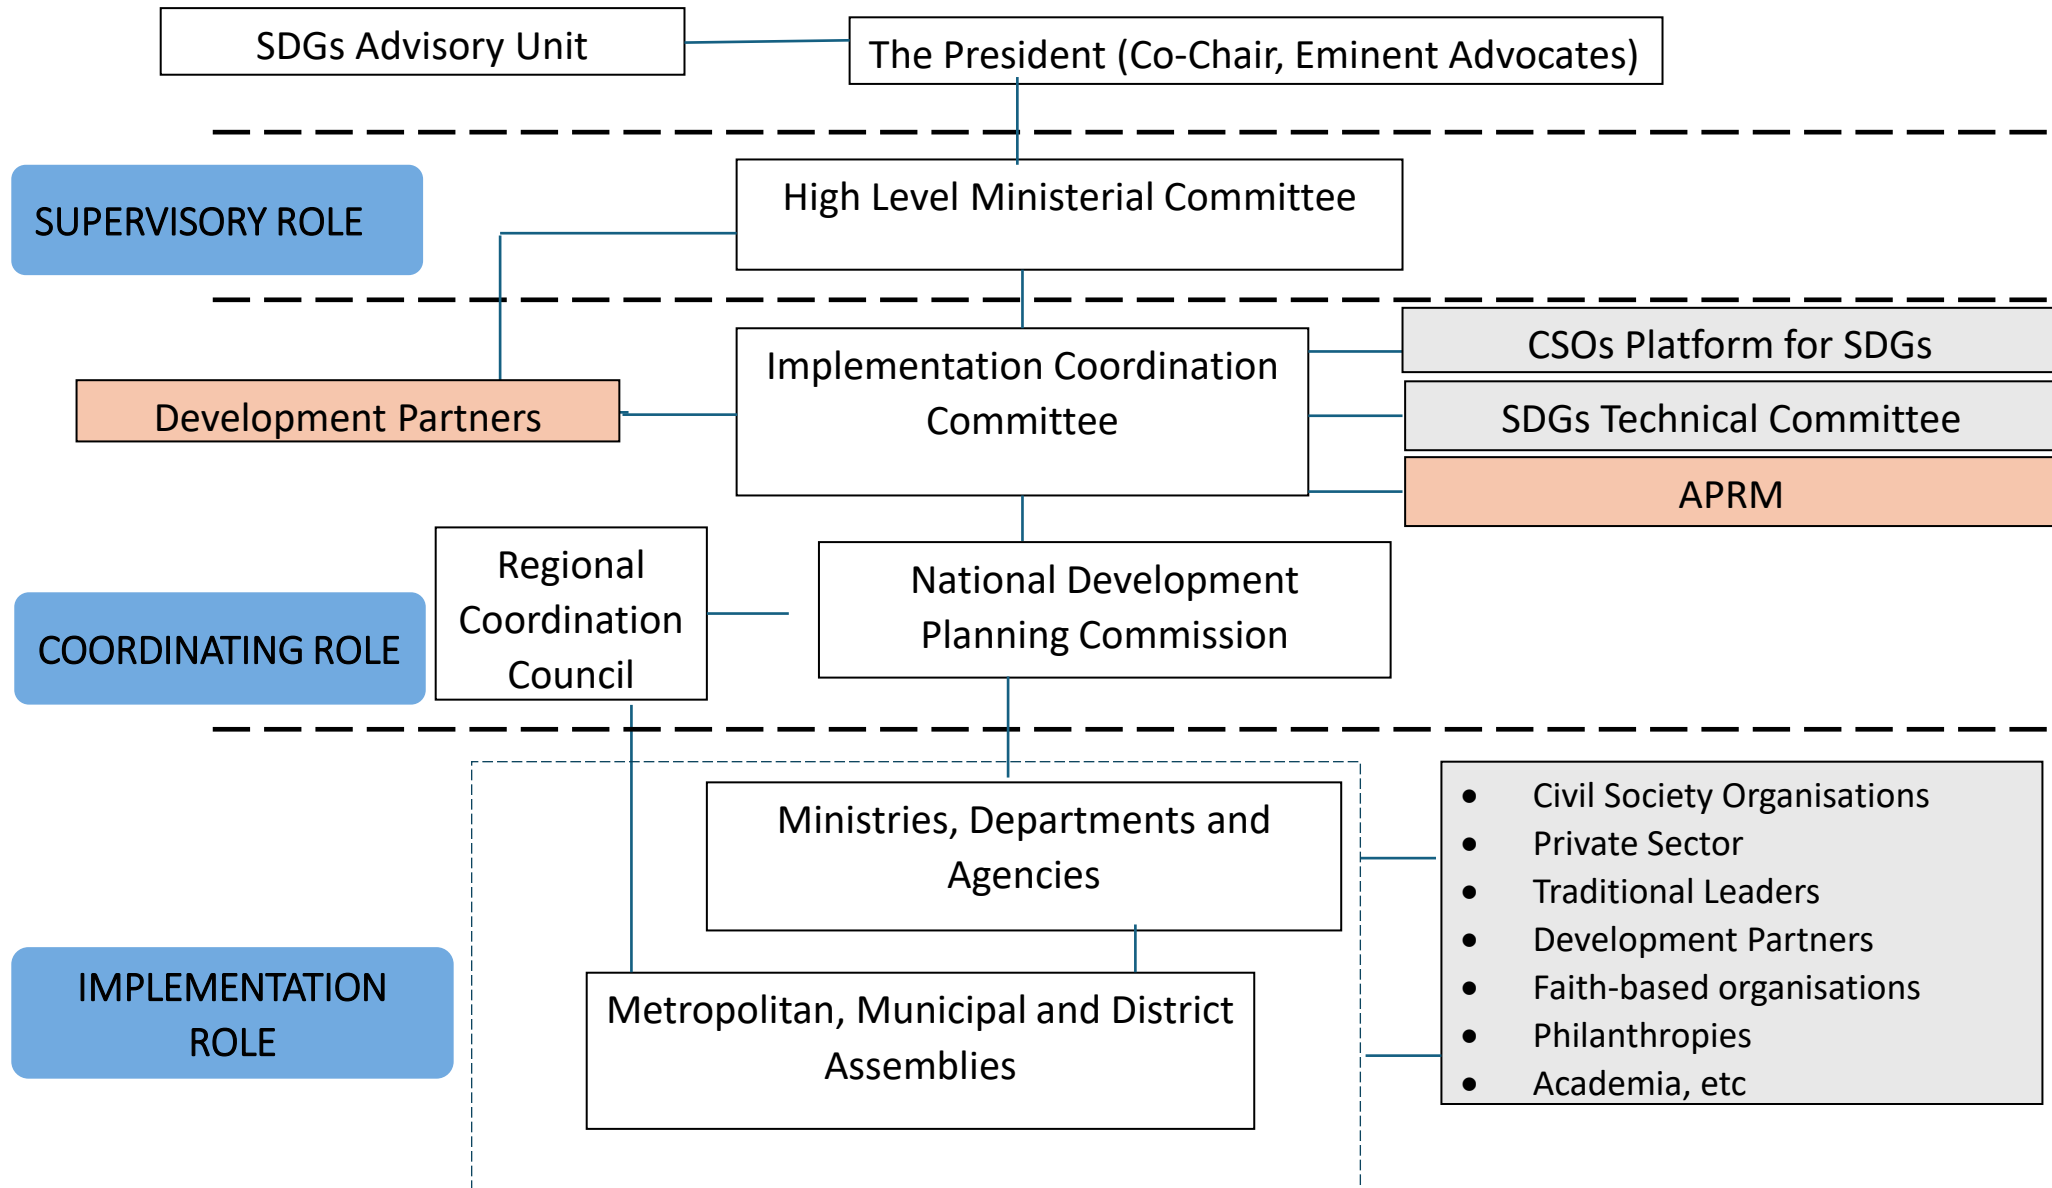 SDGs Advisory Unit
The President (Co-Chair, Eminent Advocates)
SUPERVISORY ROLE
High Level Ministerial Committee
Development Partners
Implementation Coordination
Committee
CSOs Platform for SDGs
SDGs Technical Committee
APRM
COORDINATING ROLE
Regional
Coordination
Council
National Development
Planning Commission
IMPLEMENTATION
ROLE
Ministries, Departments and
Agencies
Metropolitan, Municipal and District
Assemblies
• Civil Society Organisations
• Private Sector
• Traditional Leaders
• Development Partners
• Faith-based organisations
• Philanthropies
• Academia, etc